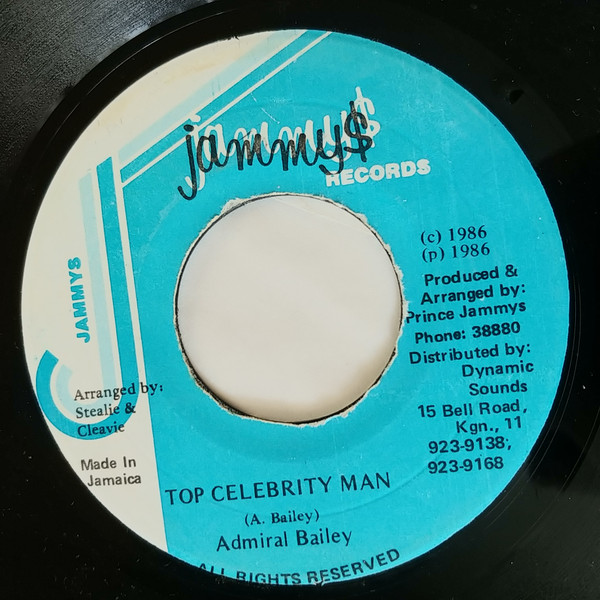 jammy$
RECORDS
JAMMYS
(c) 1986
(p) 1986
Produced &
Arranged by:
Prince Jammys
Phone: 38880
Distributed by:
Dynamic
Sounds
15 Bell Road,
Kgn., 11
923-9138;
923-9168
Arranged by:
Stealie &
Cleavie
Made In
Jamaica
TOP CELEBRITY MAN
(A. Bailey)
Admiral Bailey
ALL RIGHTS RESERVED